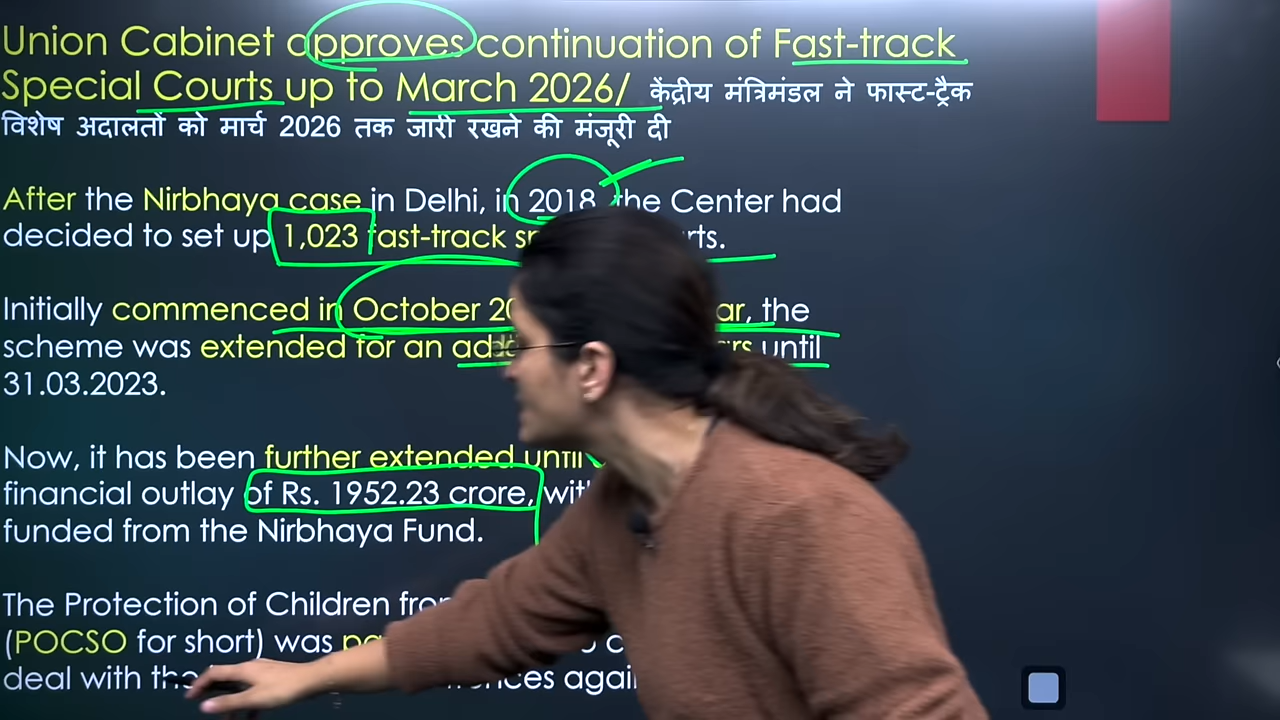 Union Cabinet approves continuation of Fast-track
Special Courts up to March 2026/ केंद्रीय मंत्रिमंडल ने फास्ट-ट्रैक
विशेष अदालतों को मार्च 2026 तक जारी रखने की मंजूरी दी
After the Nirbhaya case in Delhi, in 2018, the Center had
decided to set up 1,023 fast-track
Initially commenced in October the
scheme was extended for an until
31.03.2023.
Now, it has been further extended until
financial outlay of Rs. 1952.23 crore,
funded from the Nirbhaya Fund.
The Protection of Children
(POCSO for short) was
deal with